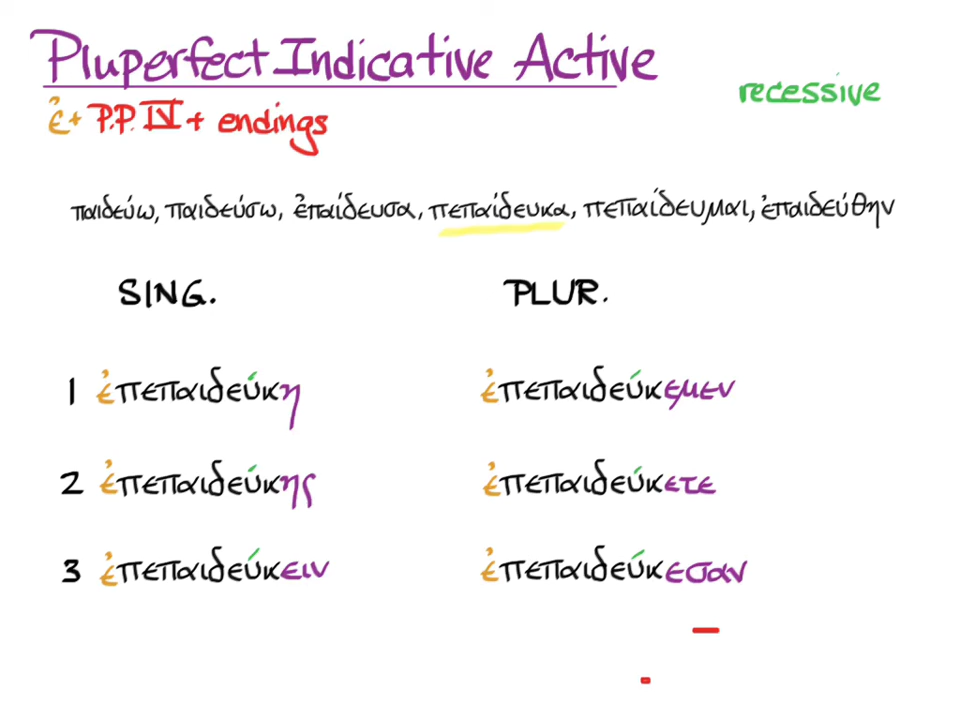 Pluperfect Indicative Active
recessive
ἐ + P.P. IV + endings
παιδεύω, παιδεύσω, ἐπαίδευσα, πεπαίδευκα, πεπαίδευμαι, ἐπαιδεύθην
SING. PLUR.
1 ἐπεπαιδεύκη ἐπεπαιδεύκεμεν
2 ἐπεπαιδεύκης ἐπεπαιδεύκετε
3 ἐπεπαιδεύκειν ἐπεπαιδεύκεσαν